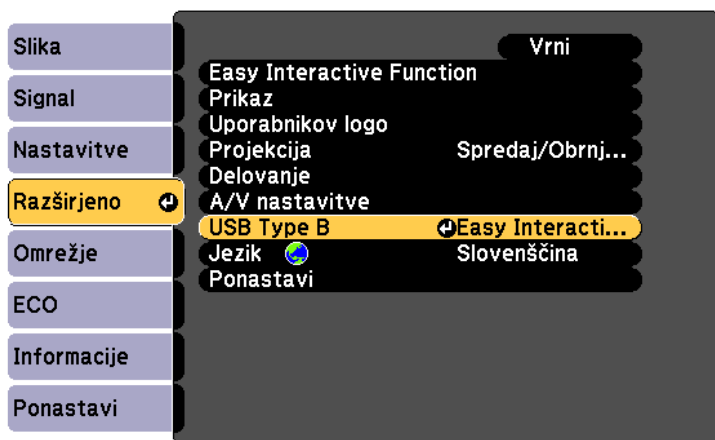 Slika
Signal
Nastavitve
Razširjeno
Omrežje
ECO
Informacije
Ponastavi
Vrni
Easy Interactive Function
Prikaz
Uporabnikov logo
Projekcija Spredaj/Obrnj...
Delovanje
A/V nastavitve
USB Type B Easy Interacti...
Jezik Slovenščina
Ponastavi